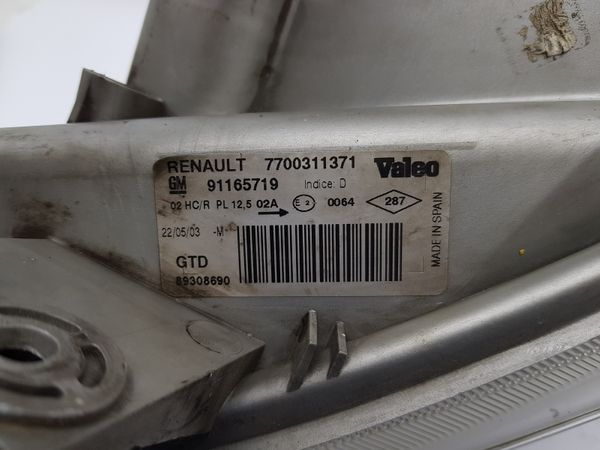 RENAULT 7700311371 Valeo
GM 91165719 Indice: D
02 HC/R PL 12,5 02A → E2 0064 287
22/05/03 -M-
GTD
89308690
MADE IN SPAIN